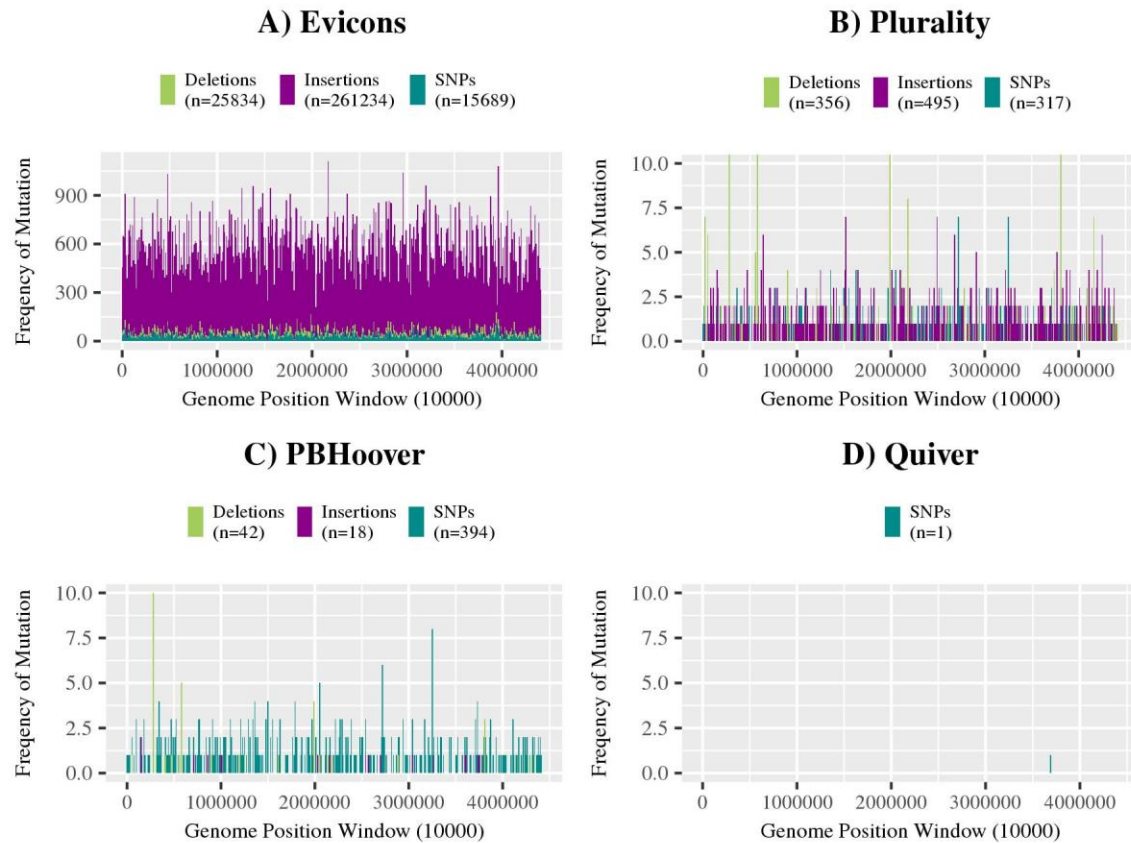 A) Evicons
Deletions
(n=25834)
Insertions
(n=261234)
SNPs
(n=15689)
Freqency of Mutation
900
600
300
0
0 1000000 2000000 3000000 4000000
Genome Position Window (10000)
B) Plurality
Deletions
(n=356)
Insertions
(n=495)
SNPs
(n=317)
Freqency of Mutation
10.0
7.5
5.0
2.5
0.0
0 1000000 2000000 3000000 4000000
Genome Position Window (10000)
C) PBHoover
Deletions
(n=42)
Insertions
(n=18)
SNPs
(n=394)
Freqency of Mutation
10.0
7.5
5.0
2.5
0.0
0 1000000 2000000 3000000 4000000
Genome Position Window (10000)
D) Quiver
SNPs
(n=1)
Freqency of Mutation
10.0
7.5
5.0
2.5
0.0
0 1000000 2000000 3000000 4000000
Genome Position Window (10000)